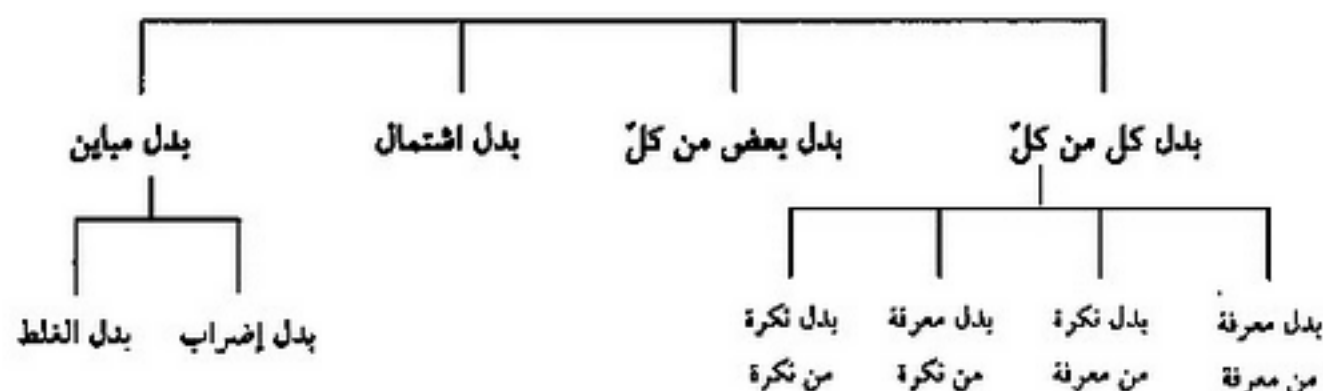 بدل كل من كلّ
بدل بعض من كلّ
بدل اشتمال
بدل مباين
بدل معرفة من معرفة
بدل نكرة من معرفة
بدل معرفة من نكرة
بدل نكرة من نكرة
بدل إضراب
بدل الغلط